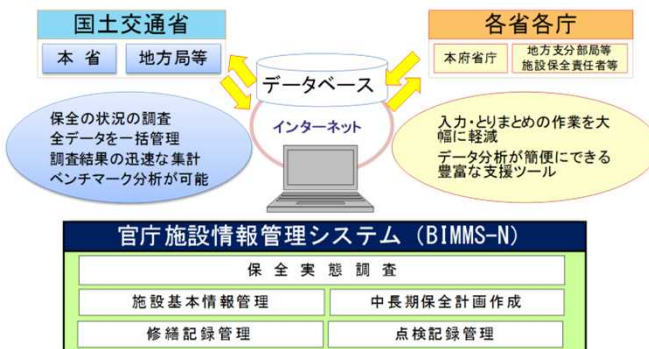 国土交通省
本 省
地方局等
各省各庁
本府省庁
地方支分部局等
施設保全責任者等
データベース
インターネット
保全の状況の調査
全データを一括管理
調査結果の迅速な集計
ベンチマーク分析が可能
入力・とりまとめの作業を大
幅に軽減
データ分析が簡便にできる
豊富な支援ツール
官庁施設情報管理システム（BIMMS-N）
保 全 実 態 調 査
施設基本情報管理
中長期保全計画作成
修繕記録管理
点検記録管理